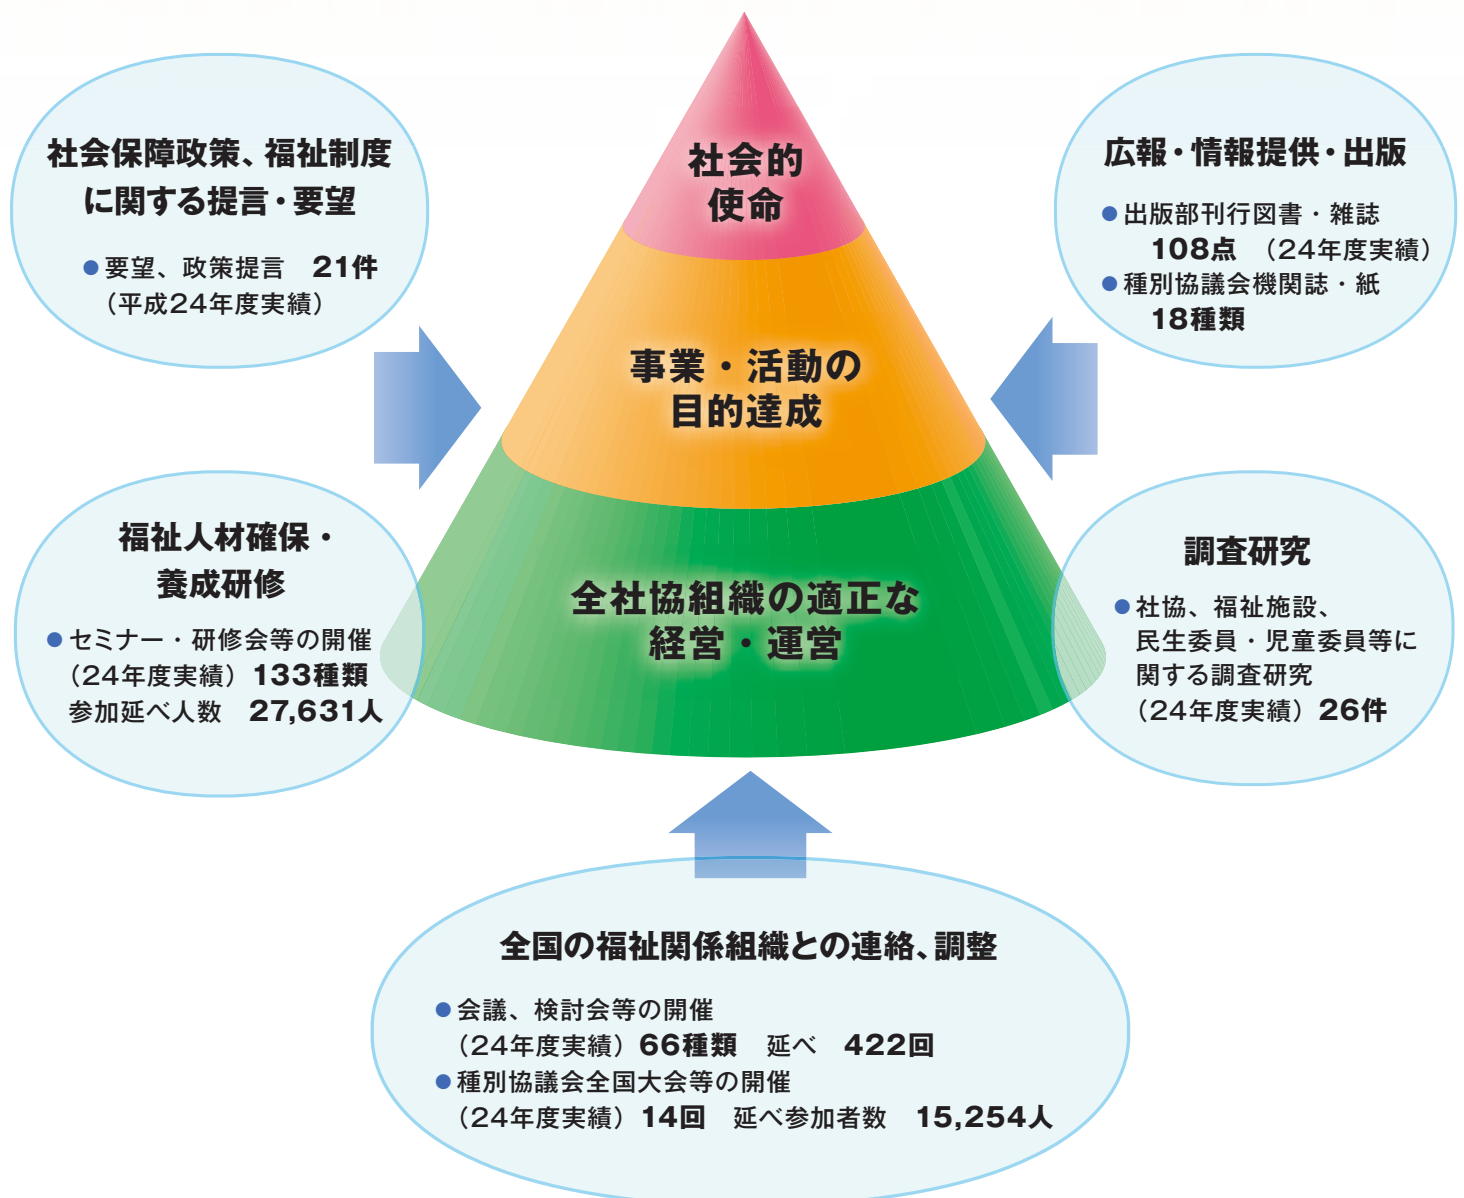 社会保障政策、福祉制度
に関する提言・要望
●要望、政策提言　21件
（平成24年度実績）
社会的
使命
広報・情報提供・出版
●出版部刊行図書・雑誌
108点　（24年度実績）
●種別協議会機関誌・紙
18種類
事業・活動の
目的達成
福祉人材確保・
養成研修
●セミナー・研修会等の開催
（24年度実績）133種類
参加延べ人数　27,631人
全社協組織の適正な
経営・運営
調査研究
●社協、福祉施設、
民生委員・児童委員等に
関する調査研究
（24年度実績）26件
全国の福祉関係組織との連絡、調整
●会議、検討会等の開催
（24年度実績）66種類　延べ　422回
●種別協議会全国大会等の開催
（24年度実績）14回　延べ参加者数　15,254人